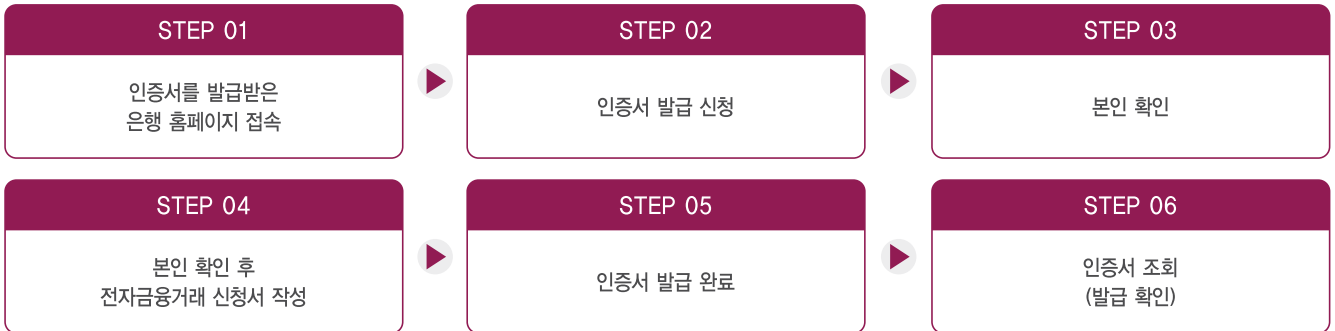 STEP 01
인증서를 발급받은
은행 홈페이지 접속
STEP 02
인증서 발급 신청
STEP 03
본인 확인
STEP 04
본인 확인 후
전자금융거래 신청서 작성
STEP 05
인증서 발급 완료
STEP 06
인증서 조회
(발급 확인)